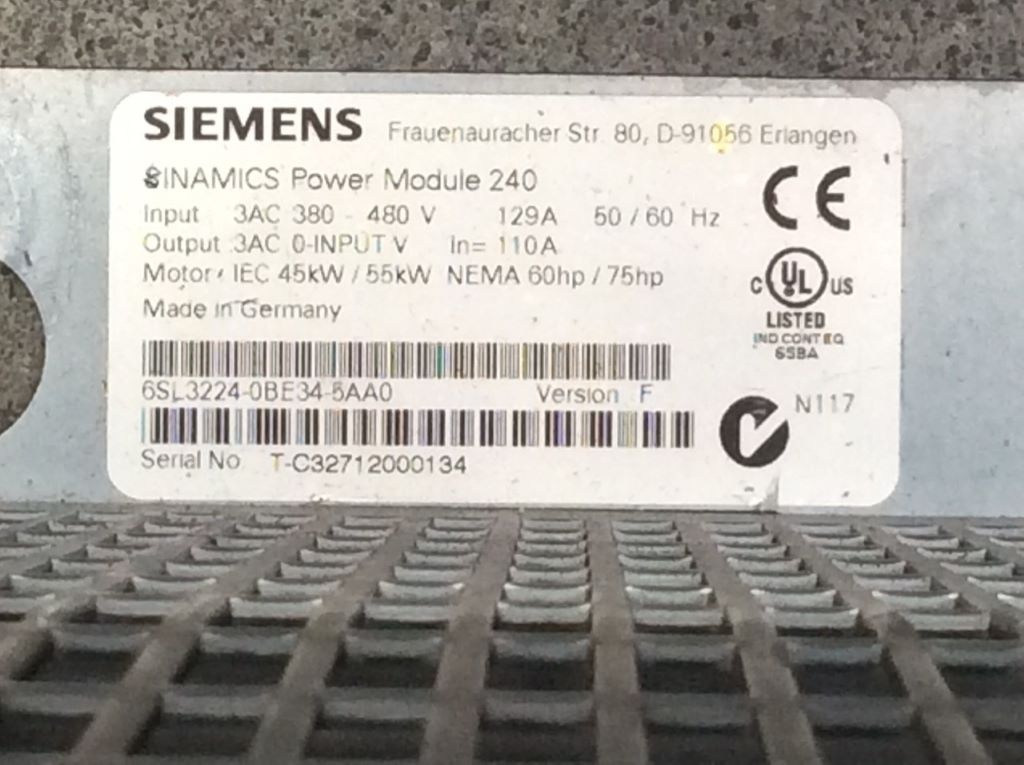 SIEMENS Frauenauracher Str. 80, D-91056 Erlangen
SINAMICS Power Module 240
Input 3AC 380 - 480 V 129A 50 / 60 Hz
Output 3AC 0-INPUT V In= 110A
Motor: IEC 45kW / 55kW NEMA 60hp / 75hp
Made in Germany
CE
C UL US
LISTED
IND CONT EQ
6SBA
6SL3224-0BE34-5AA0 Version F
N117
Serial No T-C32712000134